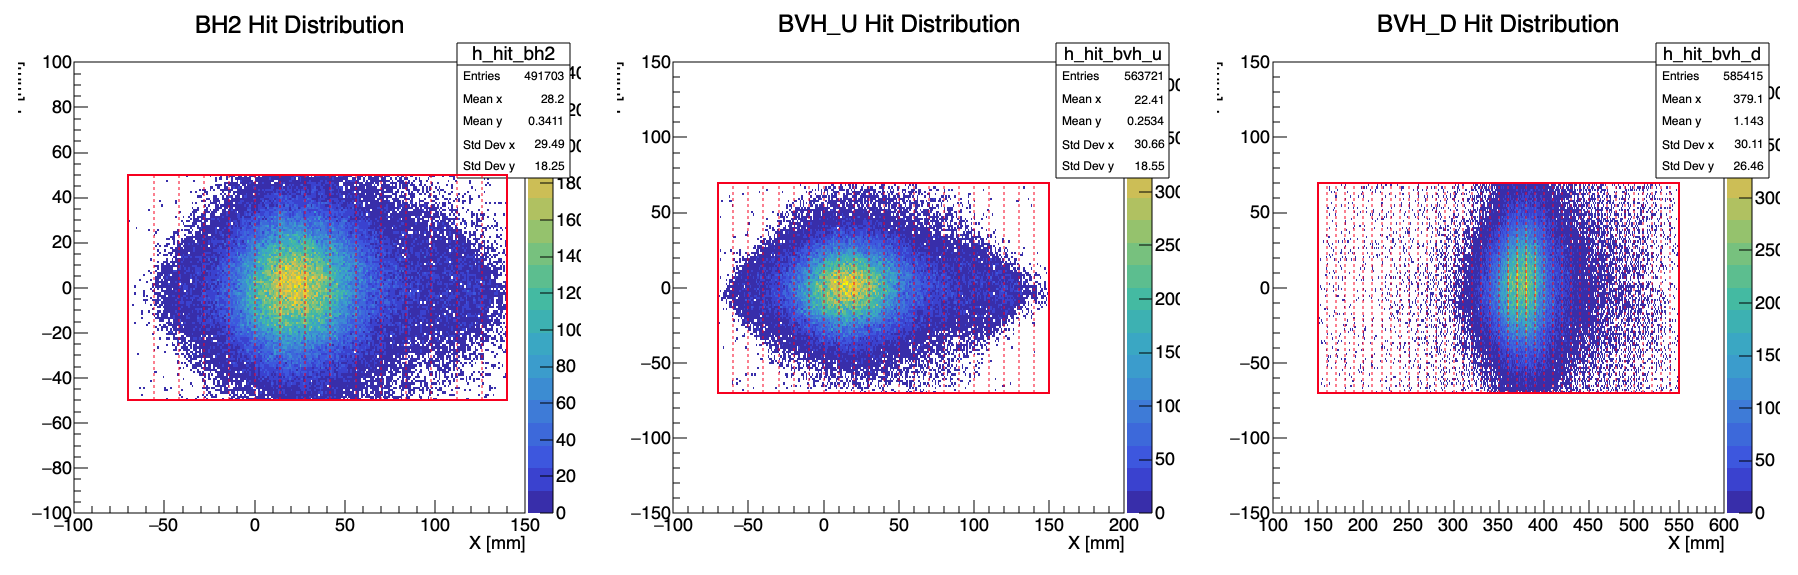 BH2 Hit Distribution
h_hit_bh2
Entries 491703
Mean x 28.2
Mean y 0.3411
Std Dev x 29.49
Std Dev y 18.25
100
80
60
40
20
0
−20
−40
−60
−80
−100
−100 −50 0 50 100 150
X [mm]
180
160
140
120
100
80
60
40
20
0
BVH_U Hit Distribution
h_hit_bvh_u
Entries 563721
Mean x 22.41
Mean y 0.2534
Std Dev x 30.66
Std Dev y 18.55
150
100
50
0
−50
−100
−150
−100 −50 0 50 100 150 200
X [mm]
300
250
200
150
100
50
0
BVH_D Hit Distribution
h_hit_bvh_d
Entries 585415
Mean x 379.1
Mean y 1.143
Std Dev x 30.11
Std Dev y 26.46
150
100
50
0
−50
−100
−150
100 150 200 250 300 350 400 450 500 550 600
X [mm]
300
250
200
150
100
50
0